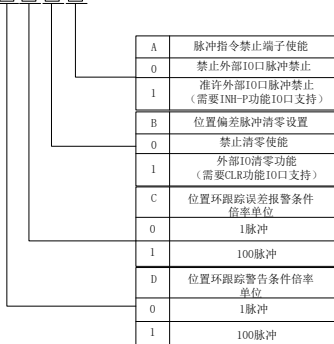 A 脉冲指令禁止端子使能
0 禁止外部IO口脉冲禁止
1 准许外部IO口脉冲禁止
（需要INH-P功能IO口支持）
B 位置偏差脉冲清零设置
0 禁止清零使能
1 外部IO清零功能
（需要CLR功能IO口支持）
C 位置环跟踪误差报警条件
倍率单位
0 1脉冲
1 100脉冲
D 位置环跟踪警告条件倍率
单位
0 1脉冲
1 100脉冲